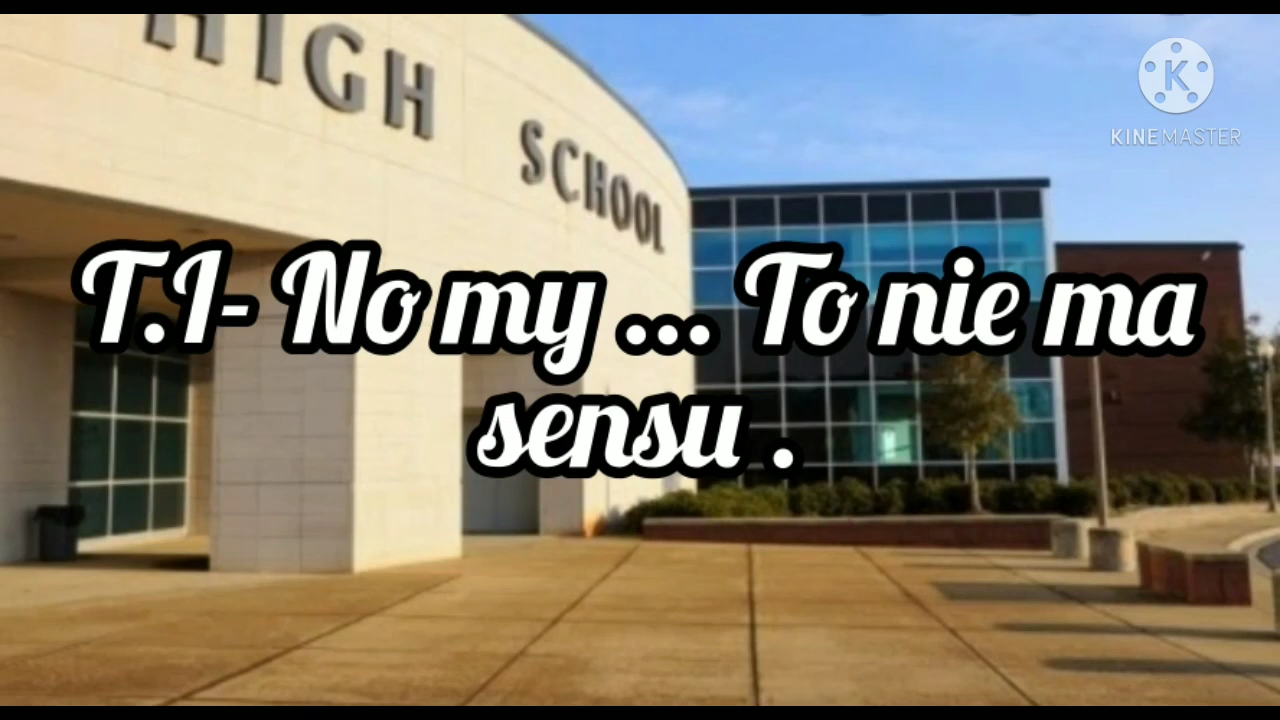 HIGH SCHOOL
K
KINEMASTER
T.I- No my ... To nie ma
sensu .